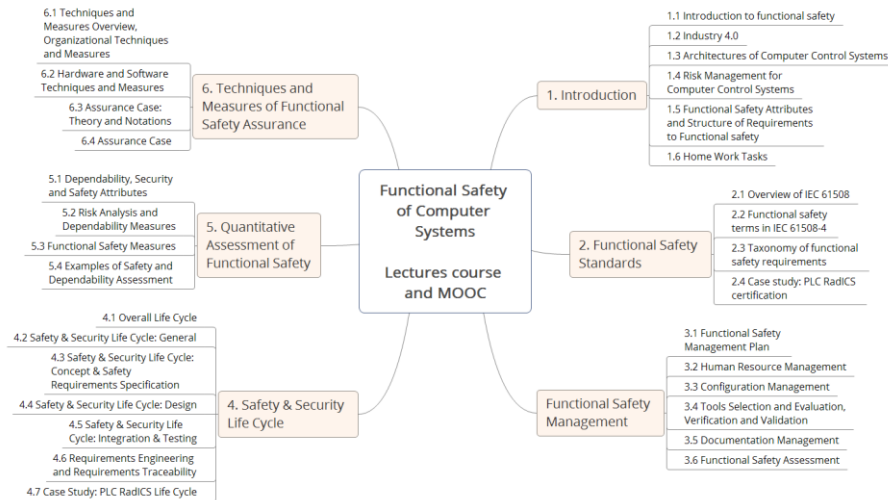 Functional Safety
of Computer
Systems
Lectures course
and MOOC
1. Introduction
1.1 Introduction to functional safety
1.2 Industry 4.0
1.3 Architectures of Computer Control Systems
1.4 Risk Management for
Computer Control Systems
1.5 Functional Safety Attributes
and Structure of Requirements
to Functional safety
1.6 Home Work Tasks
2. Functional Safety
Standards
2.1 Overview of IEC 61508
2.2 Functional safety
terms in IEC 61508-4
2.3 Taxonomy of functional
safety requirements
2.4 Case study: PLC RadICS
certification
Functional Safety
Management
3.1 Functional Safety
Management Plan
3.2 Human Resource Management
3.3 Configuration Management
3.4 Tools Selection and Evaluation,
Verification and Validation
3.5 Documentation Management
3.6 Functional Safety Assessment
4. Safety & Security
Life Cycle
4.1 Overall Life Cycle
4.2 Safety & Security Life Cycle: General
4.3 Safety & Security Life Cycle:
Concept & Safety
Requirements Specification
4.4 Safety & Security Life Cycle: Design
4.5 Safety & Security Life
Cycle: Integration & Testing
4.6 Requirements Engineering
and Requirements Traceability
4.7 Case Study: PLC RadICS Life Cycle
5. Quantitative
Assessment of
Functional Safety
5.1 Dependability, Security
and Safety Attributes
5.2 Risk Analysis and
Dependability Measures
5.3 Functional Safety Measures
5.4 Examples of Safety and
Dependability Assessment
6. Techniques and
Measures of Functional
Safety Assurance
6.1 Techniques and
Measures Overview,
Organizational Techniques
and Measures
6.2 Hardware and Software
Techniques and Measures
6.3 Assurance Case:
Theory and Notations
6.4 Assurance Case